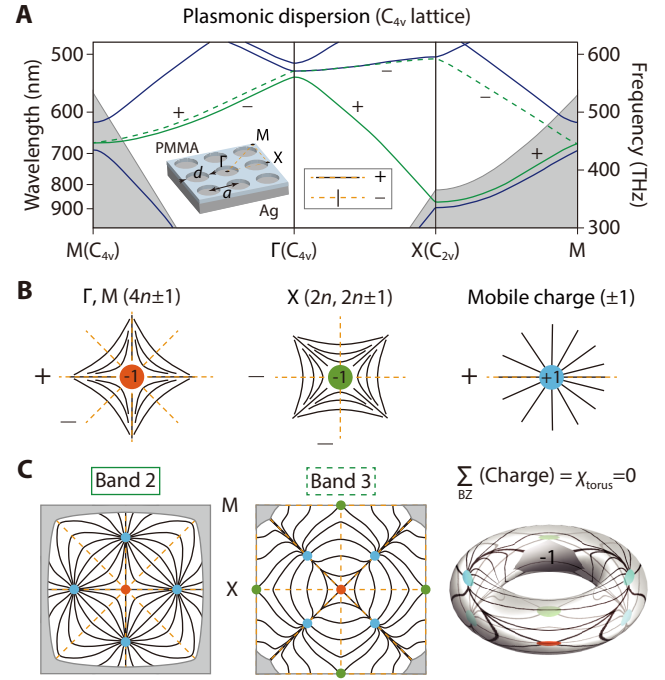 A
Plasmonic dispersion (C₄ᵥ lattice)
Wavelength (nm)
500
600
700
800
900
600
500
400
300
Frequency (THz)
+
−
+
−
−
+
−
PMMA
M
Γ
X
d
a
Ag
+
−
M(C₄ᵥ)
Γ(C₄ᵥ)
X(C₂ᵥ)
M
B
Γ, M (4n±1)
X (2n, 2n±1)
Mobile charge (±1)
+
-1
−
−
-1
−
+
+1
C
Band 2
Band 3
M
X
∑ (Charge) = χtorus=0
BZ
-1